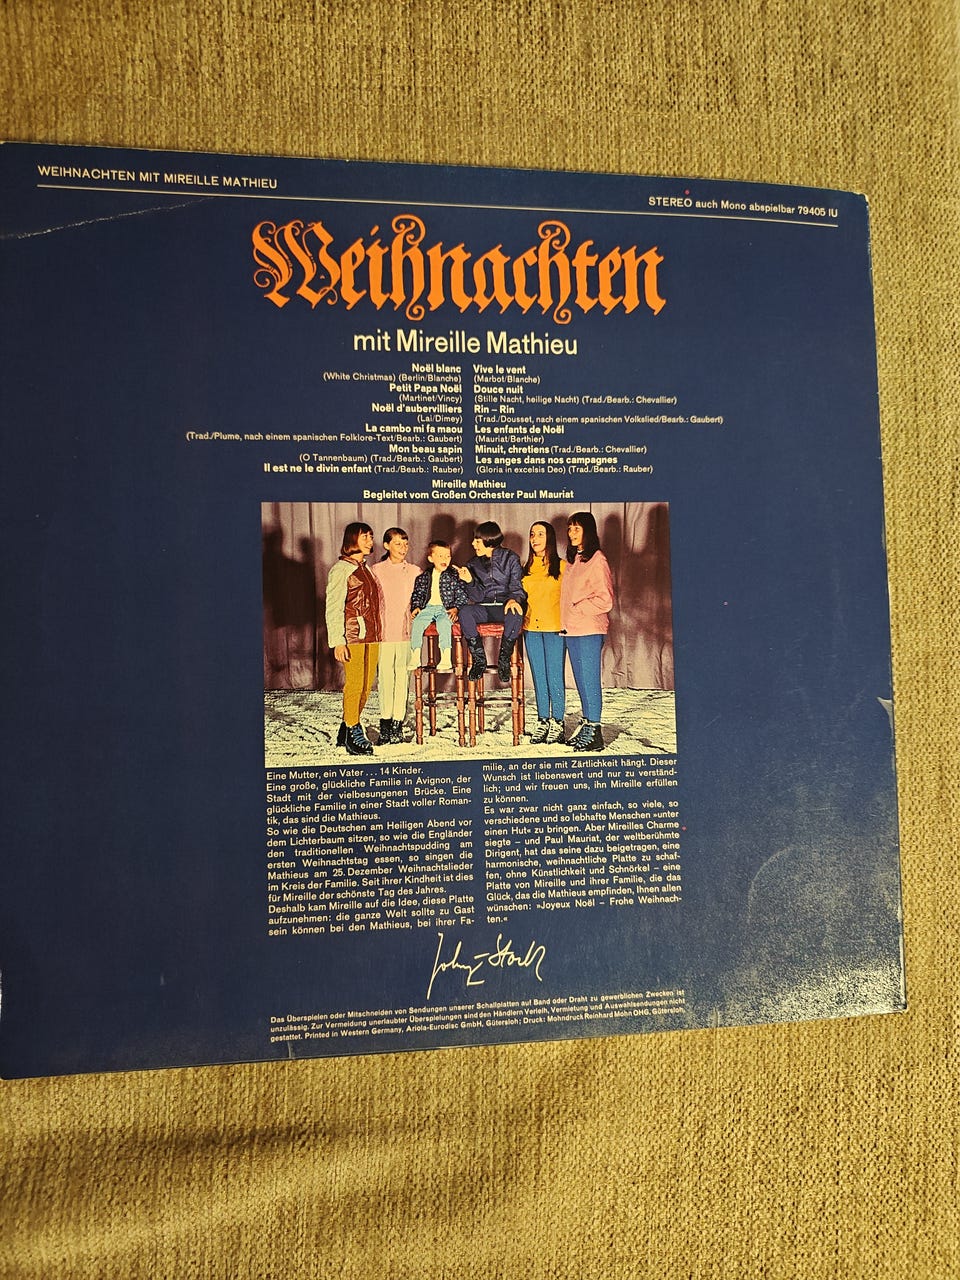 WEIHNACHTEN MIT MIREILLE MATHIEU
STEREO auch Mono abspielbar 79405 IU
Weihnachten
mit Mireille Mathieu
Noël blanc
(White Christmas) (Berlin/Blanche)
Petit Papa Noël
(Martinet/Vincy)
Noël d'aubervilliers
(Lai/Dimey)
La cambo mi fa maou
(Trad./Plume, nach einem spanischen Folklore-Text/Bearb.: Gaubert)
Mon beau sapin
(O Tannenbaum) (Trad./Bearb.: Gaubert)
Il est ne le divin enfant (Trad./Bearb.: Rauber)
Vive le vent
(Marbot/Blanche)
Douce nuit
(Stille Nacht, heilige Nacht) (Trad./Bearb.: Chevallier)
Rin – Rin
(Trad./Dousset, nach einem spanischen Volkslied/Bearb.: Gaubert)
Les enfants de Noël
(Mauriat/Berthier)
Minuit, chretiens (Trad./Bearb.: Chevallier)
Les anges dans nos campagnes
(Gloria in excelsis Deo) (Trad./Bearb.: Rauber)
Mireille Mathieu
Begleitet vom Großen Orchester Paul Mauriat
Eine Mutter, ein Vater . . . 14 Kinder.
Eine große, glückliche Familie in Avignon, der
Stadt mit der vielbesungenen Brücke. Eine
glückliche Familie in einer Stadt voller Roman-
tik, das sind die Mathieus.
So wie die Deutschen am Heiligen Abend vor
dem Lichterbaum sitzen, so wie die Engländer
den traditionellen Weihnachtspudding am
ersten Weihnachtstag essen, so singen die
Mathieus am 25. Dezember Weihnachtslieder
im Kreis der Familie. Seit ihrer Kindheit ist dies
für Mireille der schönste Tag des Jahres.
Deshalb kam Mireille auf die Idee, diese Platte
aufzunehmen: die ganze Welt sollte zu Gast
sein können bei den Mathieus, bei ihrer Fa-
milie, an der sie mit Zärtlichkeit hängt. Dieser
Wunsch ist liebenswert und nur zu verständ-
lich; und wir freuen uns, ihn Mireille erfüllen
zu können.
Es war zwar nicht ganz einfach, so viele, so
verschiedene und so lebhafte Menschen »unter
einen Hut« zu bringen. Aber Mireilles Charme
siegte – und Paul Mauriat, der weltberühmte
Dirigent, hat das seine dazu beigetragen, eine
harmonische, weihnachtliche Platte zu schaf-
fen, ohne Künstlichkeit und Schnörkel – eine
Platte von Mireille und ihrer Familie, die das
Glück, das die Mathieus empfinden, Ihnen allen
wünschen: »Joyeux Noël – Frohe Weihnach-
ten.«
Johnny Stark
Das Überspielen oder Mitschneiden von Sendungen unserer Schallplatten auf Band oder Draht zu gewerblichen Zwecken ist
unzulässig. Zur Vermeidung unerlaubter Überspielungen sind den Händlern Verleih, Vermietung und Auswahlsendungen nicht
gestattet. Printed in Western Germany, Ariola-Eurodisc GmbH, Gütersloh; Druck: Mohndruck Reinhard Mohn OHG, Gütersloh.